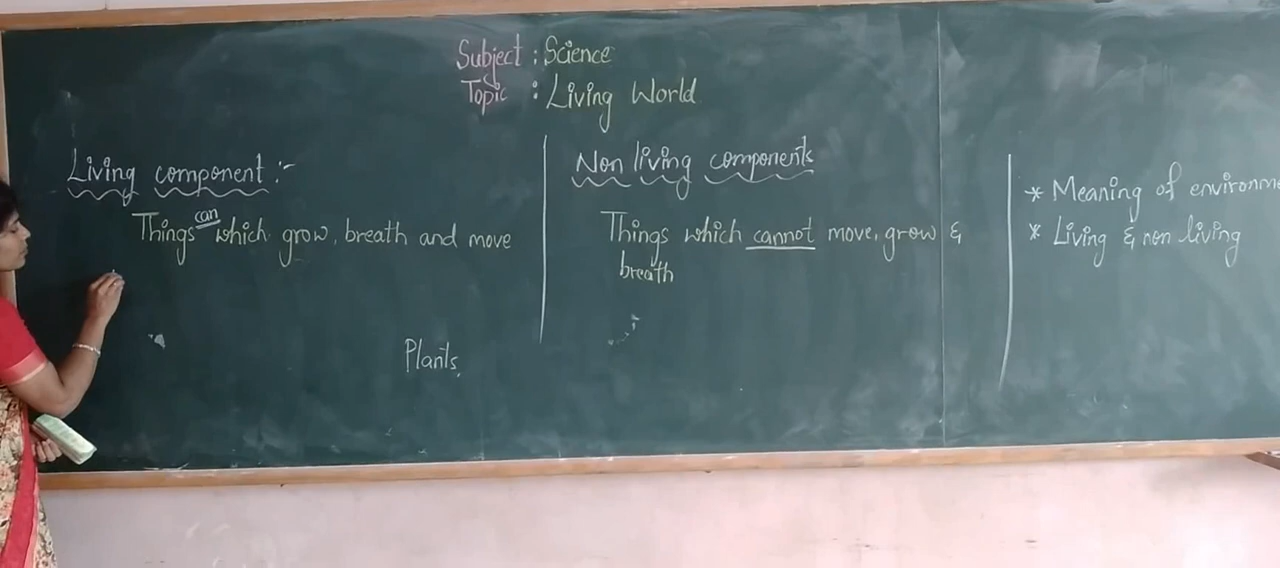 Subject : Science
Topic : Living World
Living component :-
Things can which grow, breath and move
Plants,
Non living components
Things which cannot move, grow &
breath
* Meaning of environme
* Living & non living